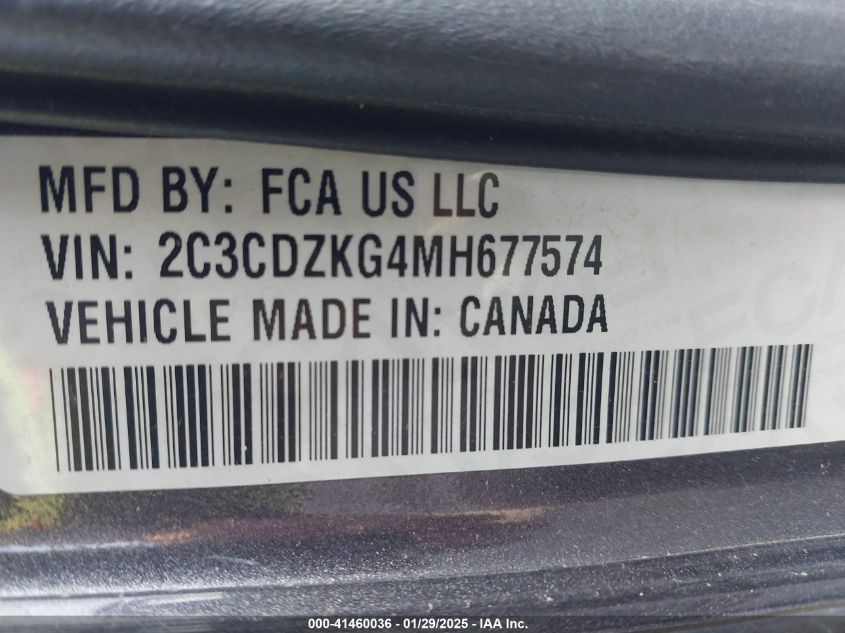 MFD BY: FCA US LLC
VIN: 2C3CDZKG4MH677574
VEHICLE MADE IN: CANADA
000-41460036 - 01/29/2025 - IAA Inc.